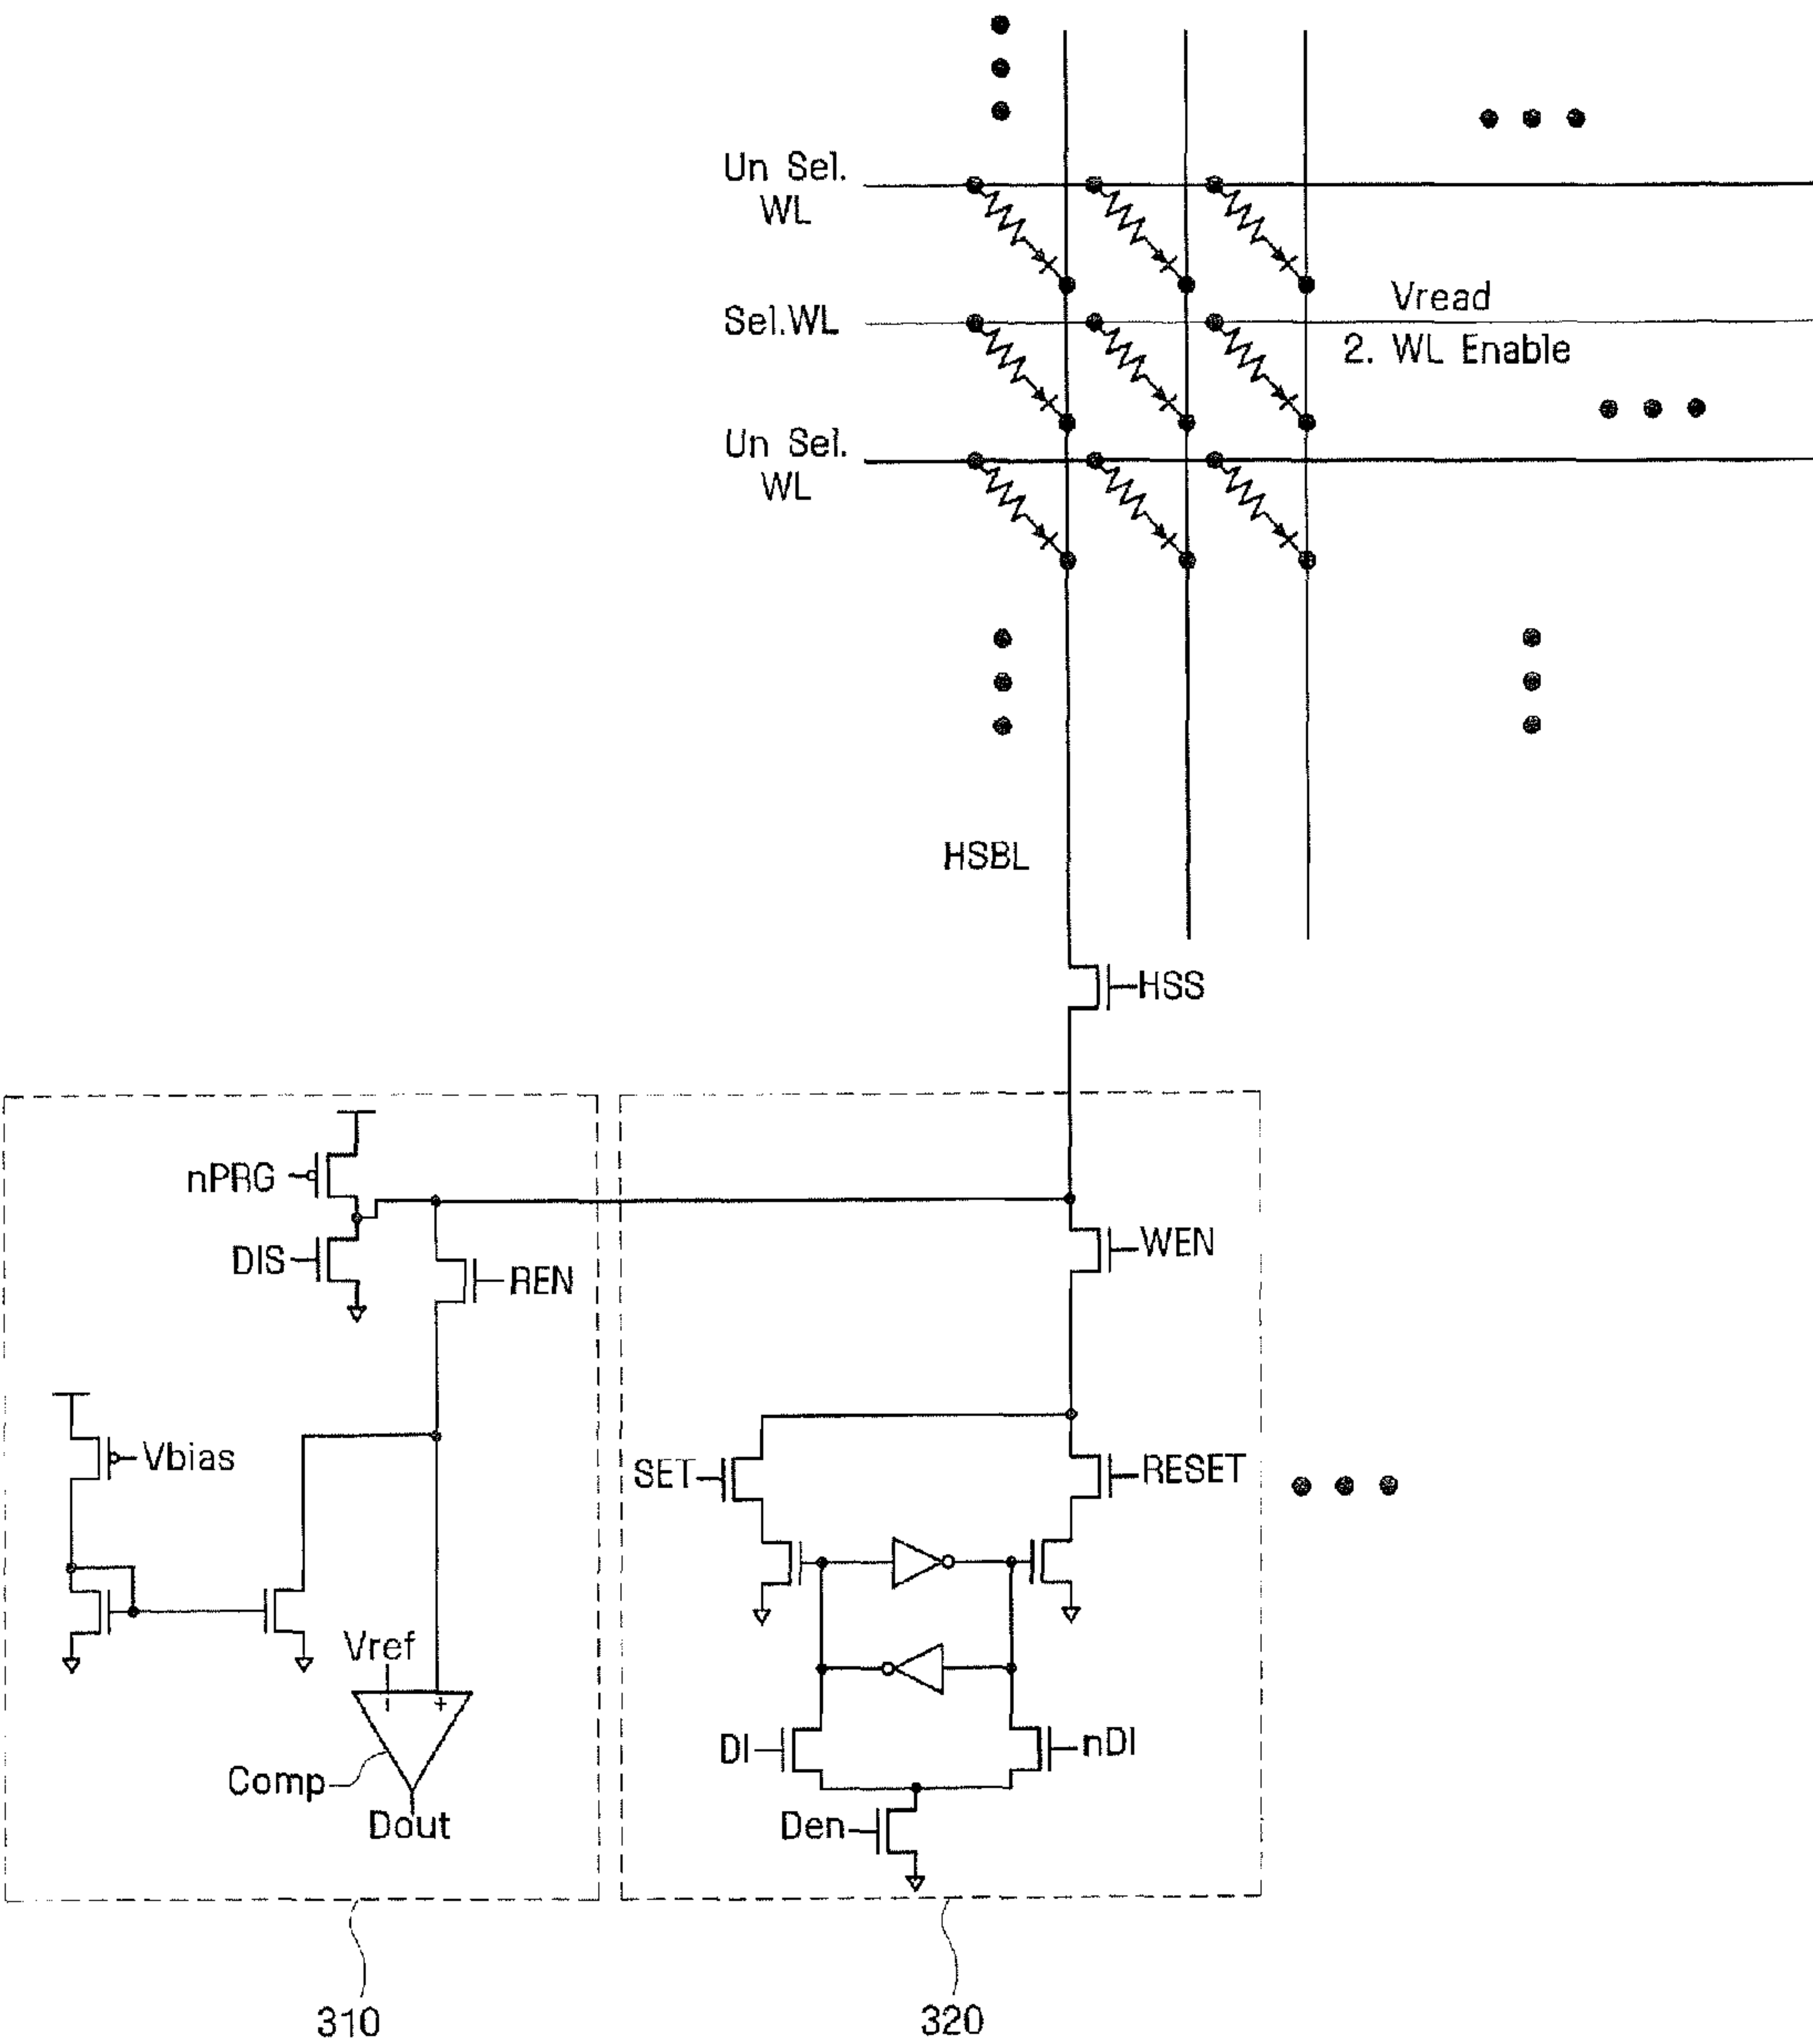 Un Sel.
WL
Vread
Sel.WL
2. WL Enable
Un Sel.
WL
HSBL
HSS
nPRG
DIS
REN
WEN
Vbias
SET
RESET
Vref
- +
Comp
Dout
DI
nDI
Den
310
320